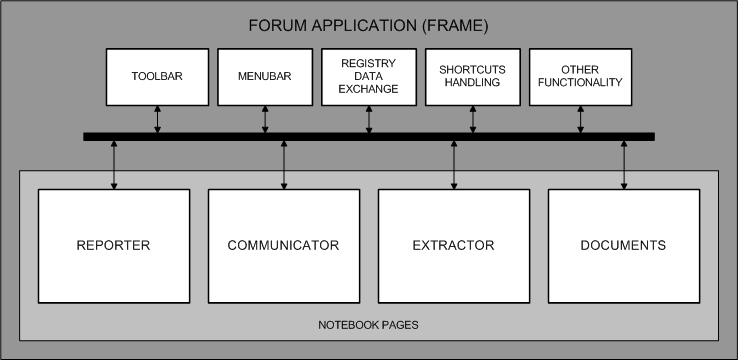 FORUM APPLICATION (FRAME)
TOOLBAR
MENUBAR
REGISTRY
DATA
EXCHANGE
SHORTCUTS
HANDLING
OTHER
FUNCTIONALITY
REPORTER
COMMUNICATOR
EXTRACTOR
DOCUMENTS
NOTEBOOK PAGES